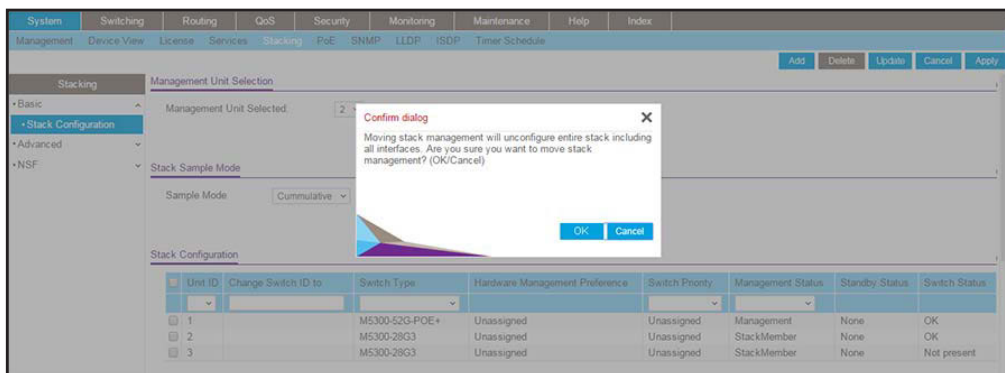 System Switching Routing QoS Security Monitoring Maintenance Help Index
Management Device View License Services Stacking PoE SNMP LLDP ISDP Timer Schedule
Add Delete Update Cancel Apply
Stacking
Basic
Stack Configuration
Advanced
NSF
Management Unit Selection
Management Unit Selected: 2
Confirm dialog
Moving stack management will unconfigure entire stack including
all interfaces. Are you sure you want to move stack
management? (OK/Cancel)
OK Cancel
Stack Sample Mode
Sample Mode Cummulative
Stack Configuration
Unit ID Change Switch ID to Switch Type Hardware Management Preference Switch Priority Management Status Standby Status Switch Status
1 M5300-52G-POE+ Unassigned Unassigned Management None OK
2 M5300-28G3 Unassigned Unassigned StackMember None OK
3 M5300-28G3 Unassigned Unassigned StackMember None Not present